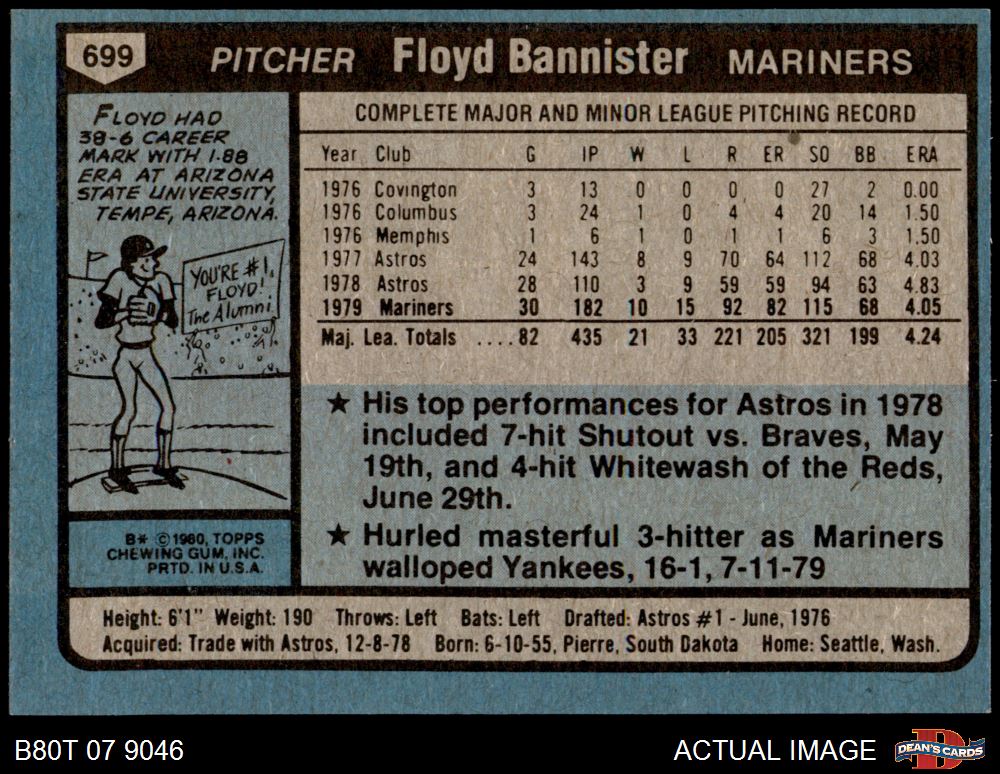 699 PITCHER Floyd Bannister MARINERS
FLOYD HAD
38-6 CAREER
MARK WITH 1.88
ERA AT ARIZONA
STATE UNIVERSITY,
TEMPE, ARIZONA.
YOU'RE #1,
FLOYD!
The Alumni
B* © 1980, TOPPS
CHEWING GUM, INC.
PRTD. IN U.S.A.
COMPLETE MAJOR AND MINOR LEAGUE PITCHING RECORD
Year Club G IP W L R ER SO BB ERA
1976 Covington 3 13 0 0 0 0 27 2 0.00
1976 Columbus 3 24 1 0 4 4 20 14 1.50
1976 Memphis 1 6 1 0 1 1 6 3 1.50
1977 Astros 24 143 8 9 70 64 112 68 4.03
1978 Astros 28 110 3 9 59 59 94 63 4.83
1979 Mariners 30 182 10 15 92 82 115 68 4.05
Maj. Lea. Totals ....82 435 21 33 221 205 321 199 4.24
★ His top performances for Astros in 1978
included 7-hit Shutout vs. Braves, May
19th, and 4-hit Whitewash of the Reds,
June 29th.
★ Hurled masterful 3-hitter as Mariners
walloped Yankees, 16-1, 7-11-79
Height: 6'1" Weight: 190 Throws: Left Bats: Left Drafted: Astros #1 - June, 1976
Acquired: Trade with Astros, 12-8-78 Born: 6-10-55, Pierre, South Dakota Home: Seattle, Wash.
B80T 07 9046 ACTUAL IMAGE D DEAN'S CARDS